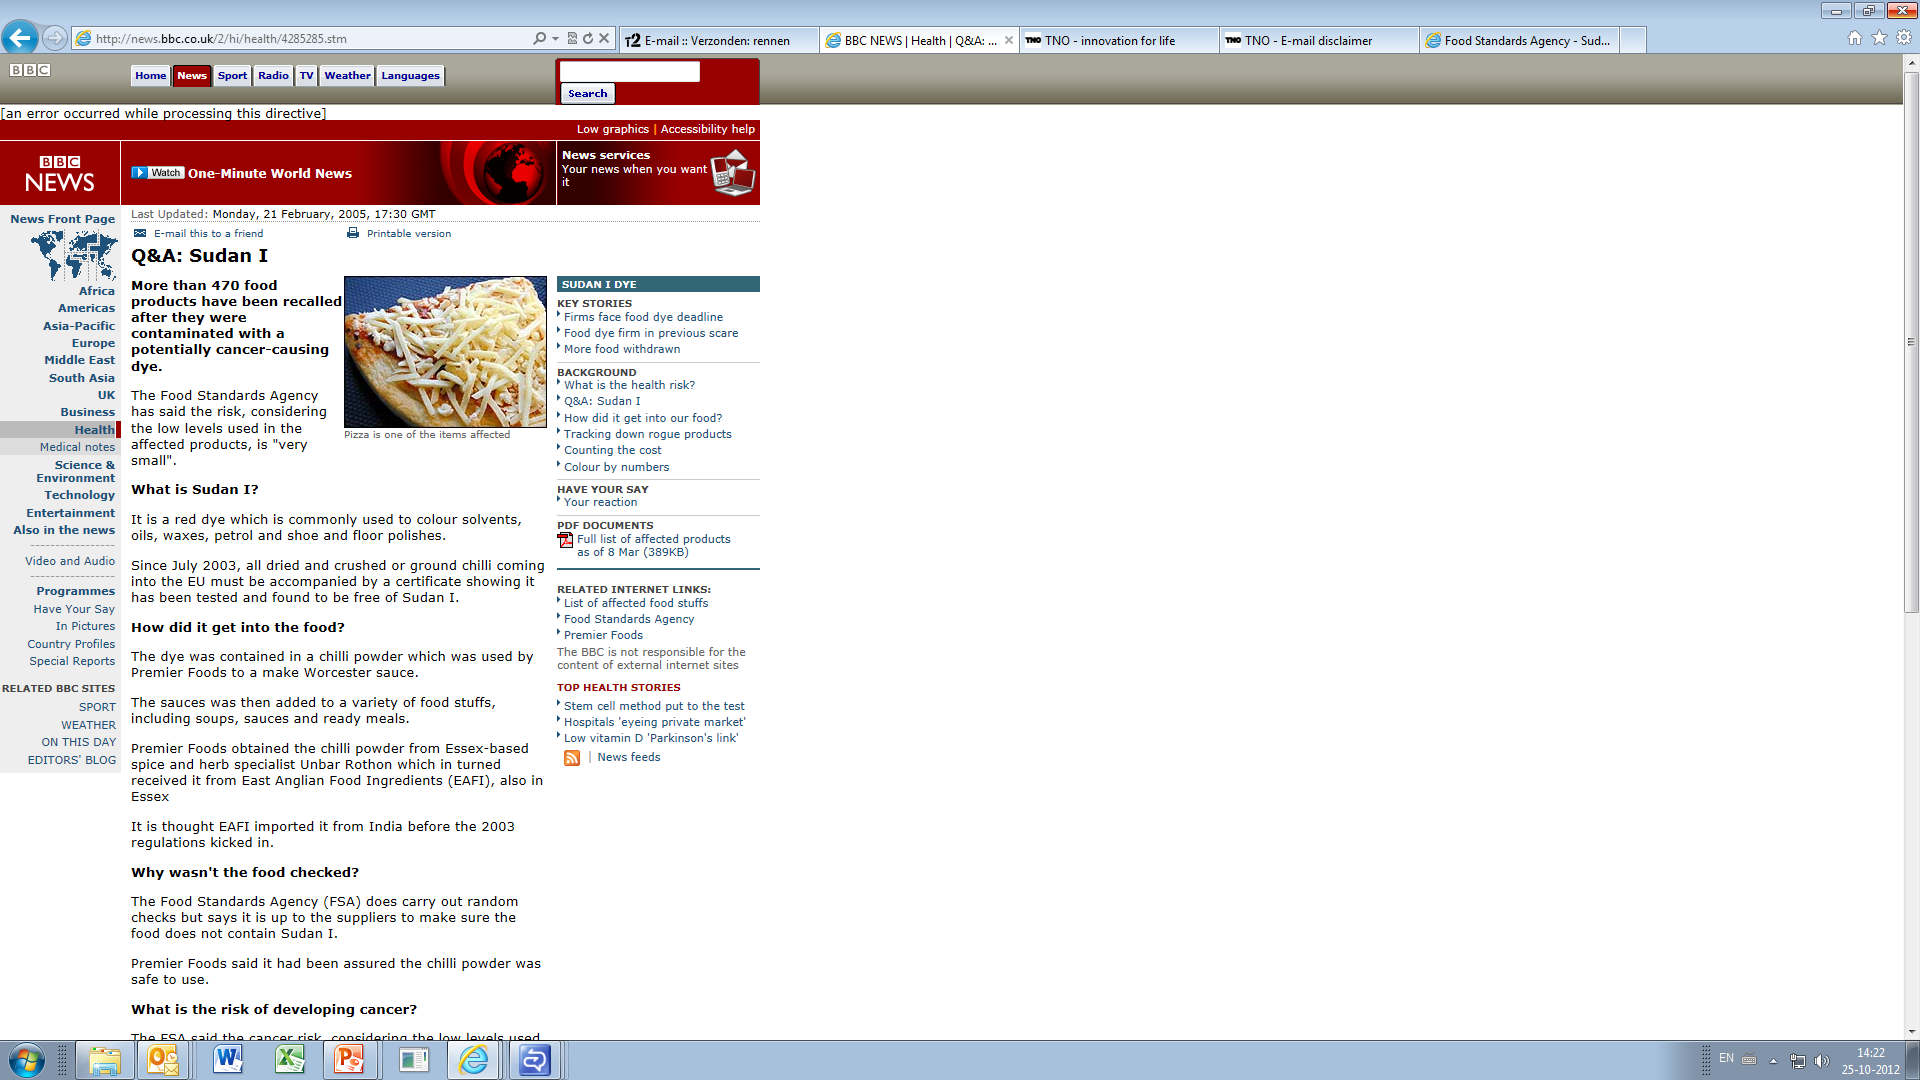 http://news.bbc.co.uk/2/hi/health/4285285.stm
E-mail :: Verzonden: rennen
BBC NEWS | Health | Q&A: ...
TNO - innovation for life
TNO - E-mail disclaimer
Food Standards Agency - Sud...
BBC
Home News Sport Radio TV Weather Languages
Search
[an error occurred while processing this directive]
Low graphics | Accessibility help
BBC
NEWS
Watch One-Minute World News
News services
Your news when you want
it
News Front Page
Africa
Americas
Asia-Pacific
Europe
Middle East
South Asia
UK
Business
Health
Medical notes
Science &
Environment
Technology
Entertainment
Also in the news
Video and Audio
Programmes
Have Your Say
In Pictures
Country Profiles
Special Reports
RELATED BBC SITES
SPORT
WEATHER
ON THIS DAY
EDITORS' BLOG
Last Updated: Monday, 21 February, 2005, 17:30 GMT
E-mail this to a friend
Printable version
Q&A: Sudan I
More than 470 food
products have been recalled
after they were
contaminated with a
potentially cancer-causing
dye.
Pizza is one of the items affected
The Food Standards Agency
has said the risk, considering
the low levels used in the
affected products, is "very
small".
What is Sudan I?
It is a red dye which is commonly used to colour solvents,
oils, waxes, petrol and shoe and floor polishes.
Since July 2003, all dried and crushed or ground chilli coming
into the EU must be accompanied by a certificate showing it
has been tested and found to be free of Sudan I.
How did it get into the food?
The dye was contained in a chilli powder which was used by
Premier Foods to a make Worcester sauce.
The sauces was then added to a variety of food stuffs,
including soups, sauces and ready meals.
Premier Foods obtained the chilli powder from Essex-based
spice and herb specialist Unbar Rothon which in turned
received it from East Anglian Food Ingredients (EAFI), also in
Essex
It is thought EAFI imported it from India before the 2003
regulations kicked in.
Why wasn't the food checked?
The Food Standards Agency (FSA) does carry out random
checks but says it is up to the suppliers to make sure the
food does not contain Sudan I.
Premier Foods said it had been assured the chilli powder was
safe to use.
What is the risk of developing cancer?
The FSA said the cancer risk, considering the low levels used
SUDAN I DYE
KEY STORIES
Firms face food dye deadline
Food dye firm in previous scare
More food withdrawn
BACKGROUND
What is the health risk?
Q&A: Sudan I
How did it get into our food?
Tracking down rogue products
Counting the cost
Colour by numbers
HAVE YOUR SAY
Your reaction
PDF DOCUMENTS
Full list of affected products
as of 8 Mar (389KB)
RELATED INTERNET LINKS:
List of affected food stuffs
Food Standards Agency
Premier Foods
The BBC is not responsible for the
content of external internet sites
TOP HEALTH STORIES
Stem cell method put to the test
Hospitals 'eyeing private market'
Low vitamin D 'Parkinson's link'
| News feeds
EN
14:22
25-10-2012